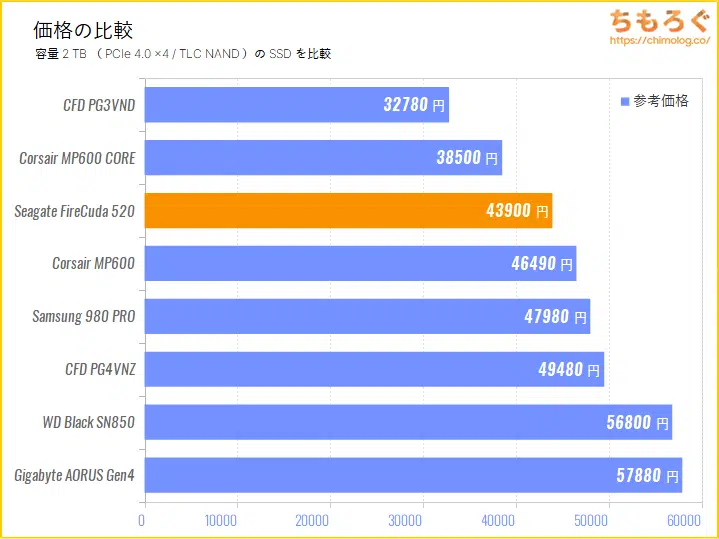 価格の比較
容量 2 TB （ PCIe 4.0 ×4 / TLC NAND ）の SSD を比較
ちもろぐ
https://chimolog.co/
参考価格
CFD PG3VND 32780 円
Corsair MP600 CORE 38500 円
Seagate FireCuda 520 43900 円
Corsair MP600 46490 円
Samsung 980 PRO 47980 円
CFD PG4VNZ 49480 円
WD Black SN850 56800 円
Gigabyte AORUS Gen4 57880 円
0 10000 20000 30000 40000 50000 60000